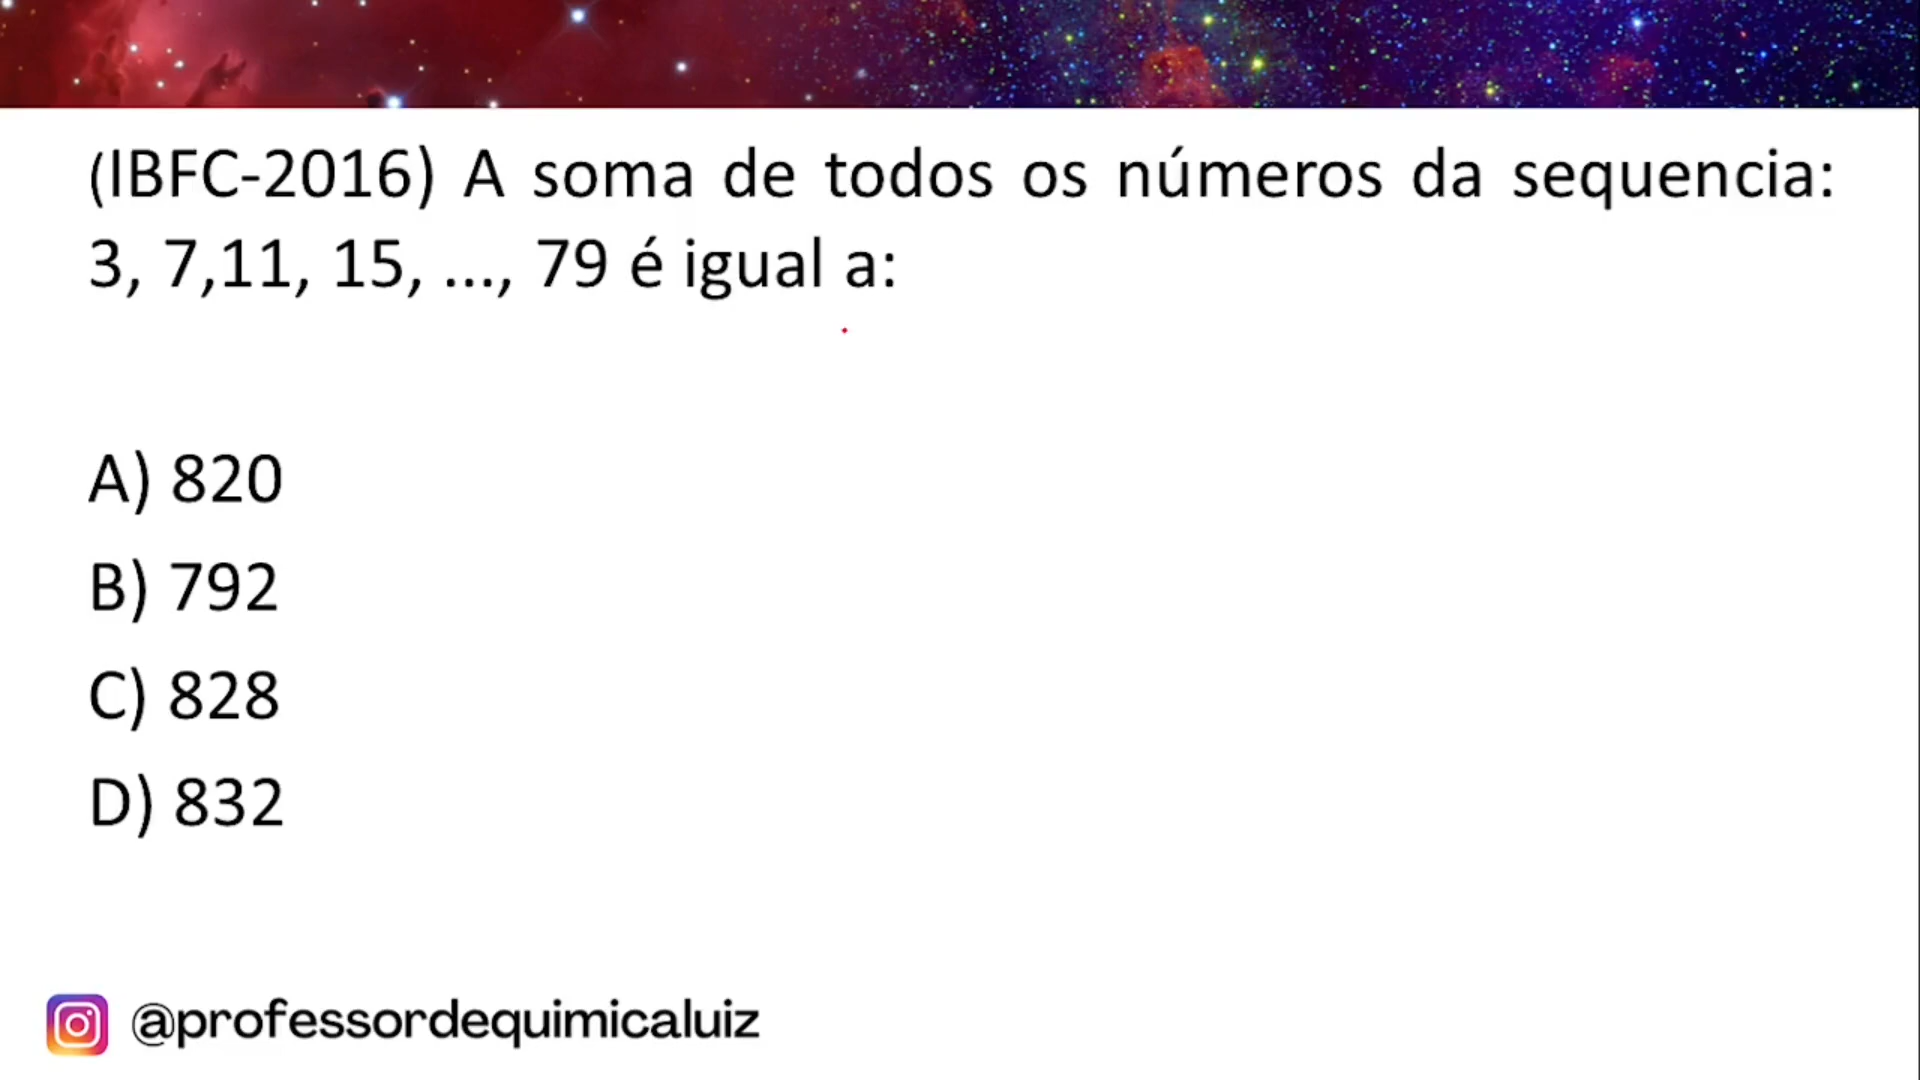 (IBFC-2016) A soma de todos os números da sequencia:
3, 7,11, 15, ..., 79 é igual a:
A) 820
B) 792
C) 828
D) 832
@professordequimicaluiz